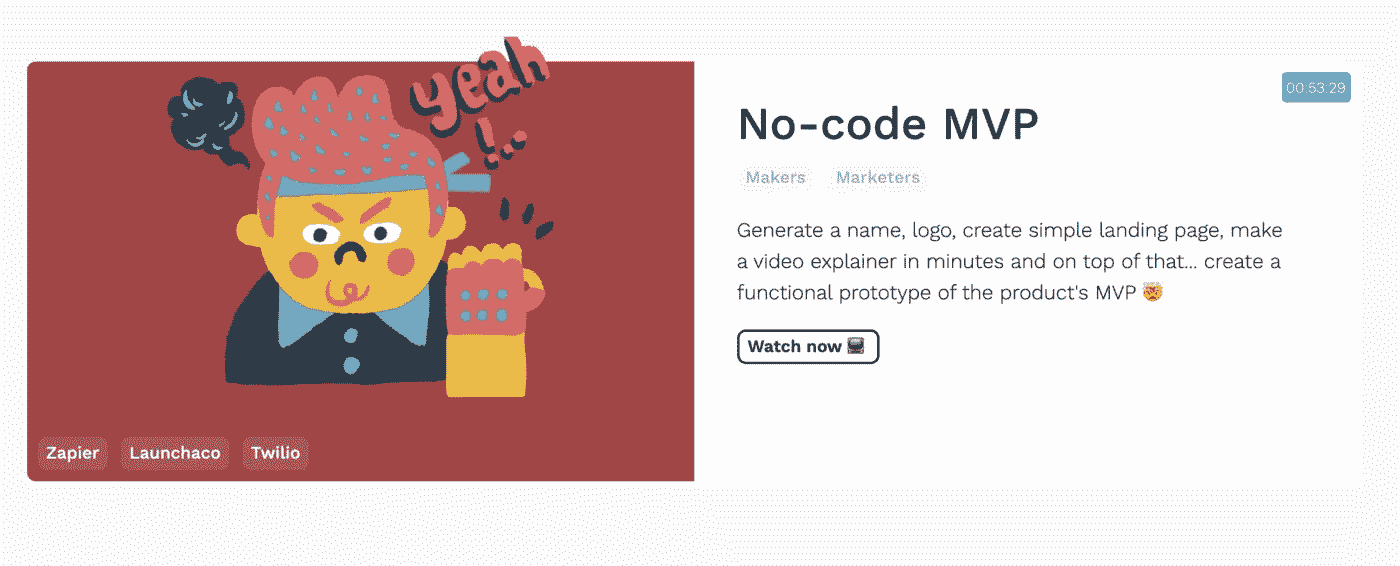 yeah
!..
Zapier Launchaco Twilio
00:53:29
No-code MVP
Makers Marketers
Generate a name, logo, create simple landing page, make
a video explainer in minutes and on top of that... create a
functional prototype of the product's MVP 🤯
Watch now